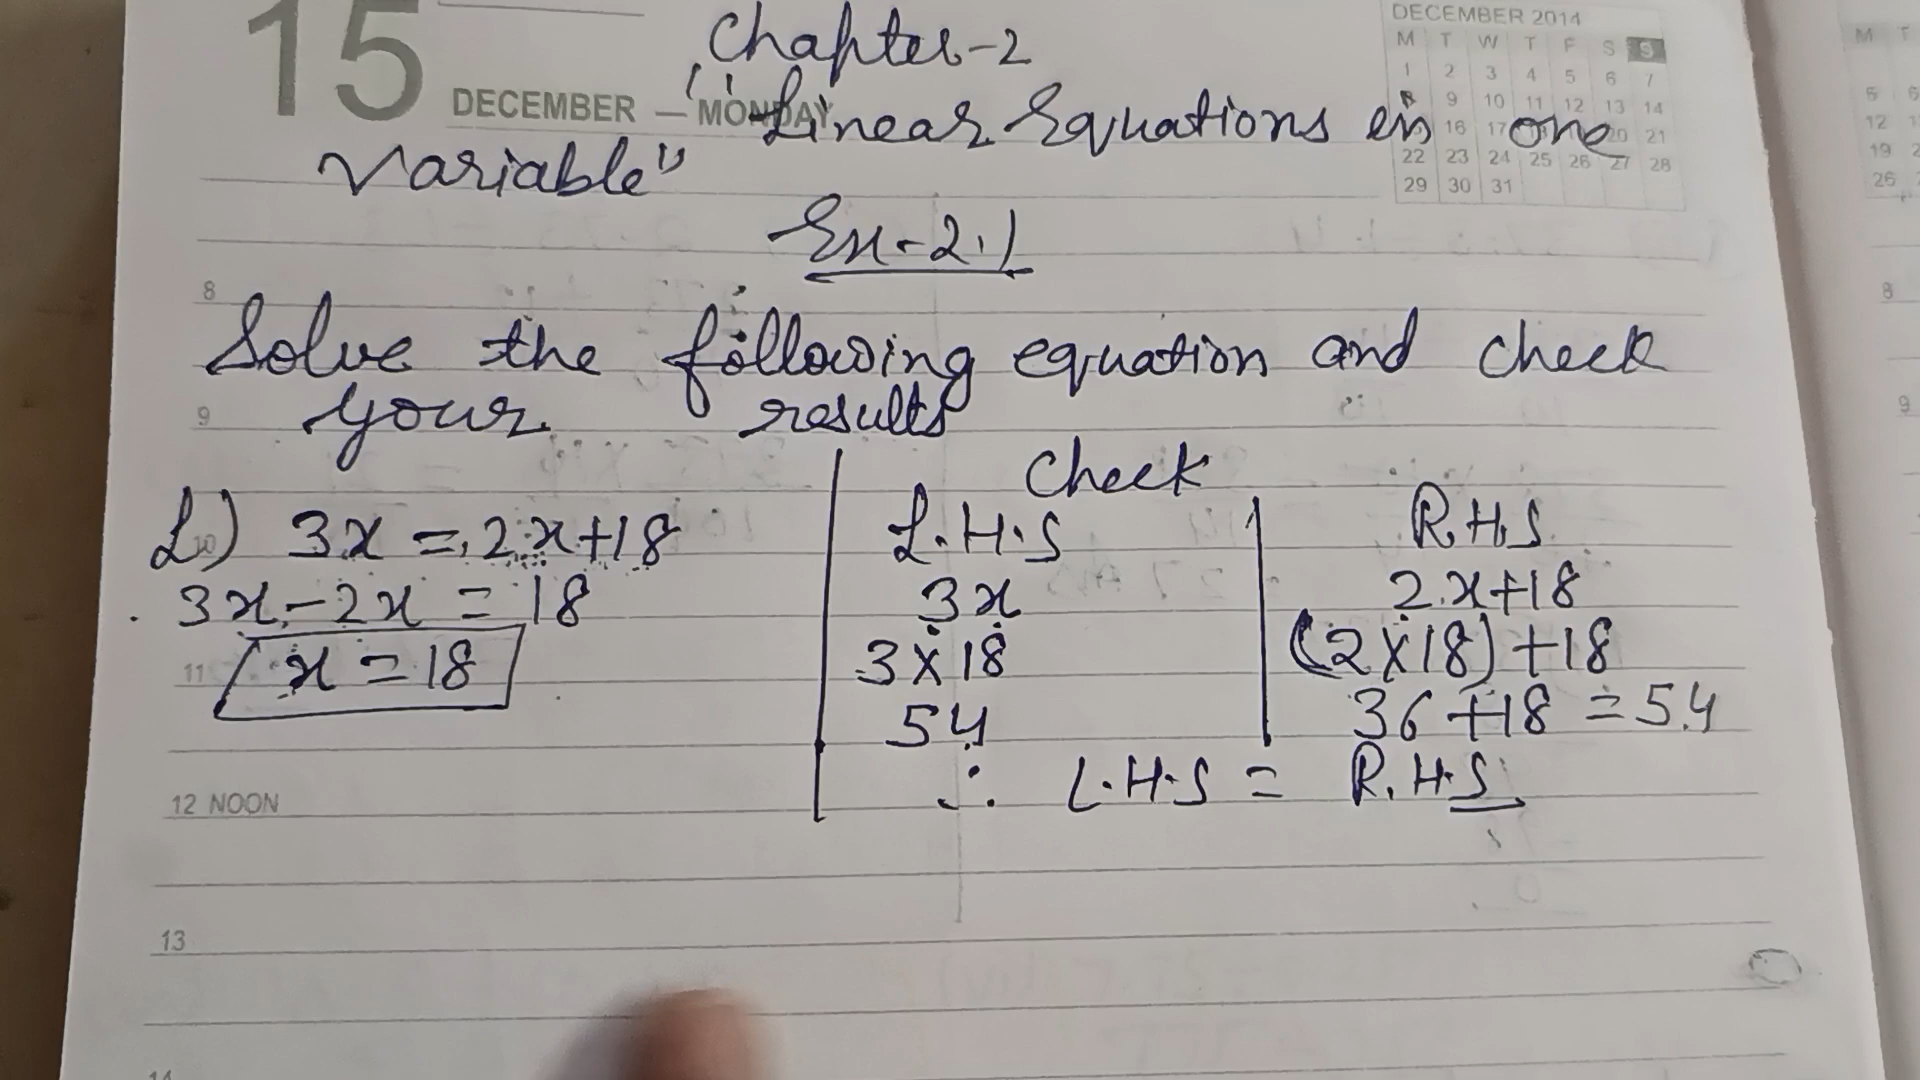 15
DECEMBER — MONDAY
DECEMBER 2014
M T W T F S S
1 2 3 4 5 6 7
9 10 11 12 13 14
16 17 20 21
22 23 24 25 26 27 28
29 30 31
Chapter-2
"Linear Equations in one
Variable"
Ex-2.1
8
Solve the following equation and check
9
your results
Check
1) 3x = 2x+18
L.H.S
R.H.S
10
3x-2x = 18
3x
2x+18
11
x = 18
3×18
(2×18)+18
54
36+18 = 54
∴ L.H.S = R.H.S
12 NOON
13
14